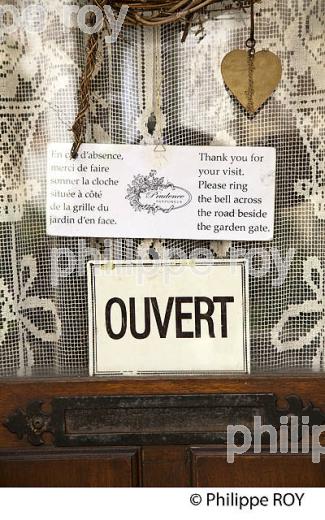 En cas d'absence,
merci de faire
sonner la cloche
située à côté
de la grille du
jardin d'en face.
Prudence
Thank you for
your visit.
Please ring
the bell across
the road beside
the garden gate.
OUVERT
philippe ROY
© Philippe ROY